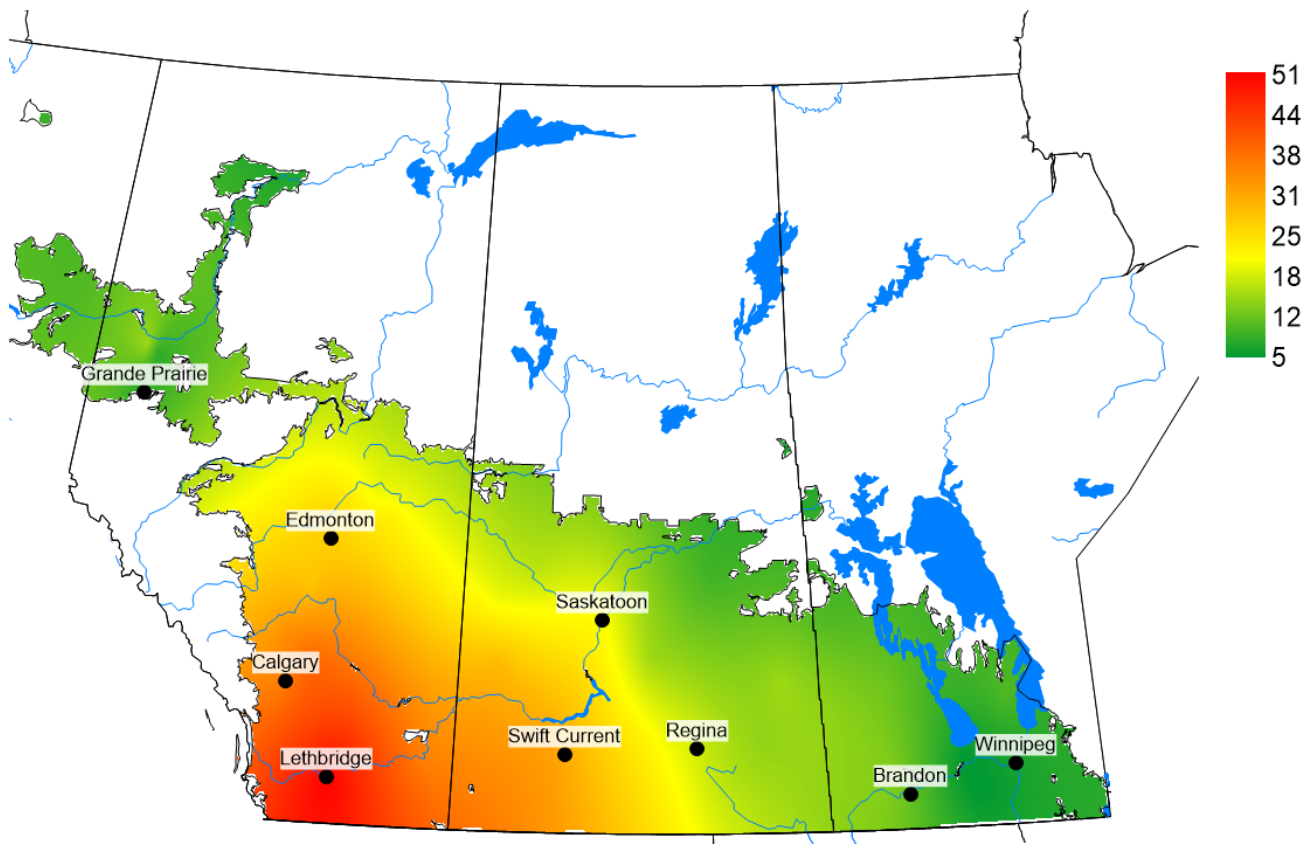 51
44
38
31
25
18
12
5
Grande Prairie
Edmonton
Saskatoon
Calgary
Regina
Swift Current
Winnipeg
Lethbridge
Brandon